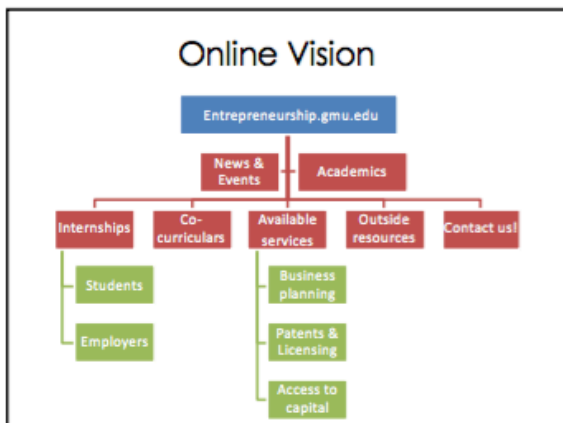 Online Vision
Entrepreneurship.gmu.edu
News &
Events
Academics
Internships
Co-
curriculars
Available
services
Outside
resources
Contact us!
Students
Employers
Business
planning
Patents &
Licensing
Access to
capital